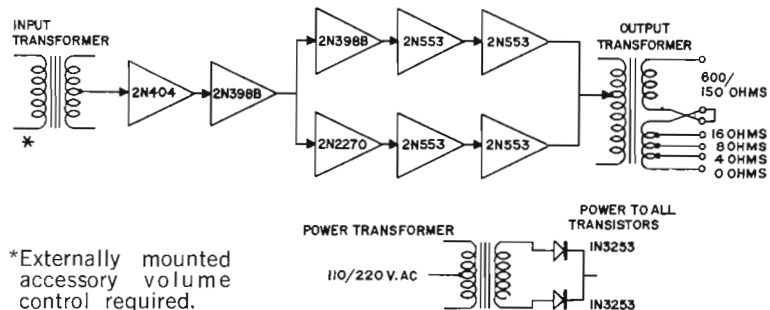 INPUT
TRANSFORMER
2N404
2N398B
2N398B
2N553
2N553
2N2270
2N553
2N553
OUTPUT
TRANSFORMER
600/
150 OHMS
16 OHMS
8 OHMS
4 OHMS
0 OHMS
*
*Externally mounted
accessory volume
control required.
POWER TRANSFORMER
110/220 V. AC
POWER TO ALL
TRANSISTORS
IN3253
IN3253